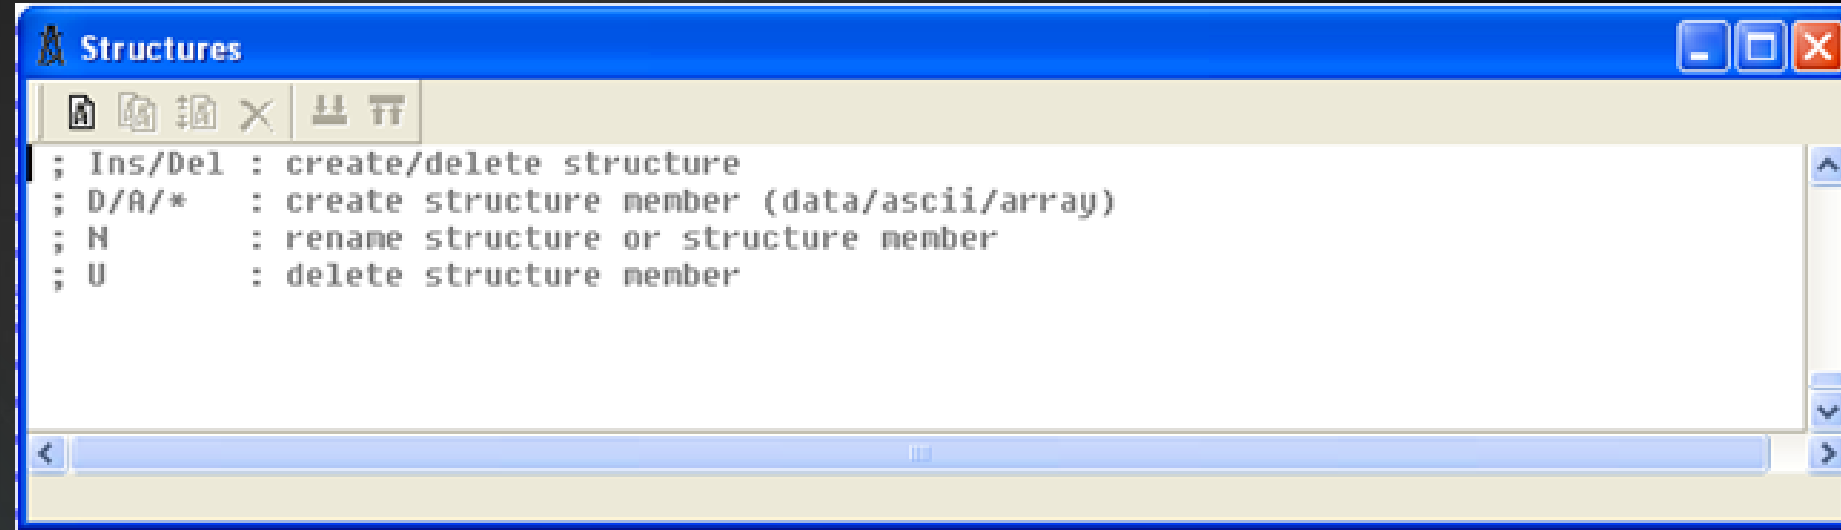 Structures
; Ins/Del : create/delete structure
; D/A/*   : create structure member (data/ascii/array)
; N       : rename structure or structure member
; U       : delete structure member